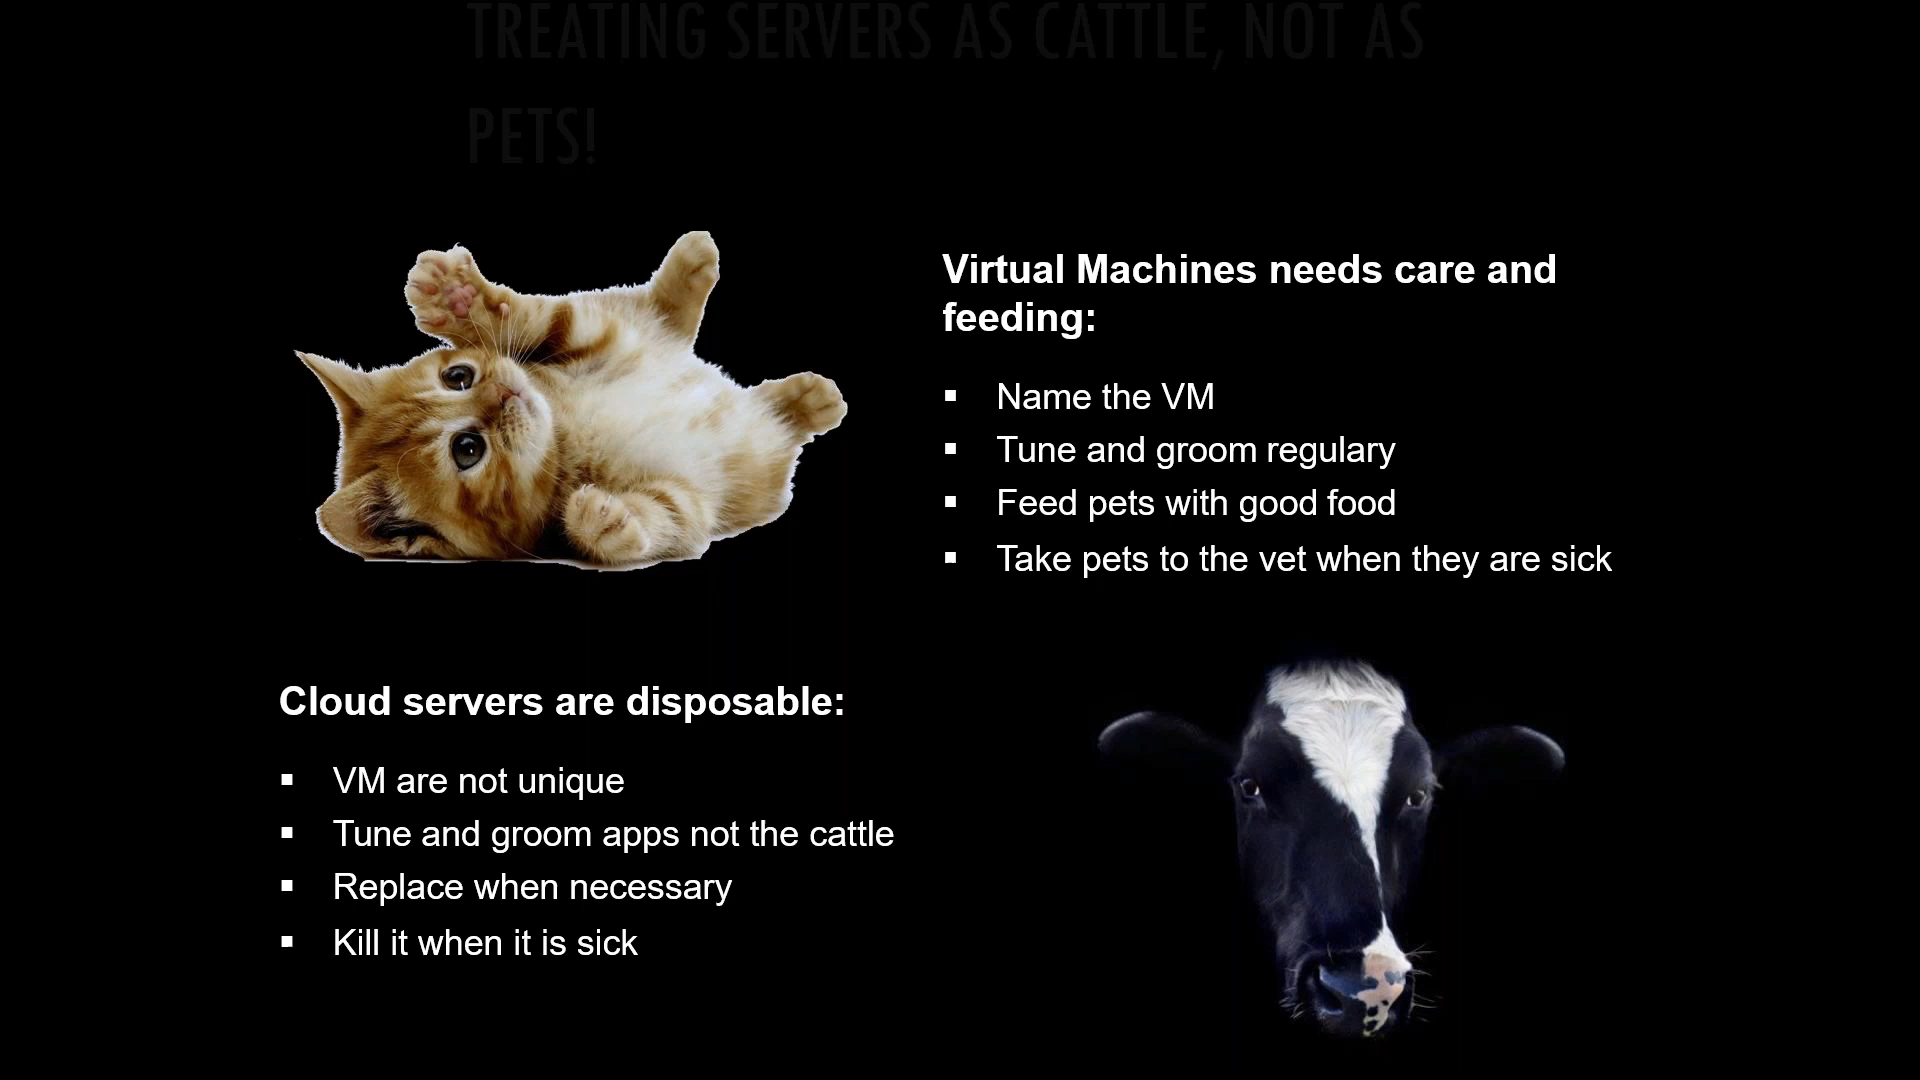 TREATING SERVERS AS CATTLE, NOT AS
PETS!
Virtual Machines needs care and
feeding:
▪ Name the VM
▪ Tune and groom regulary
▪ Feed pets with good food
▪ Take pets to the vet when they are sick
Cloud servers are disposable:
▪ VM are not unique
▪ Tune and groom apps not the cattle
▪ Replace when necessary
▪ Kill it when it is sick